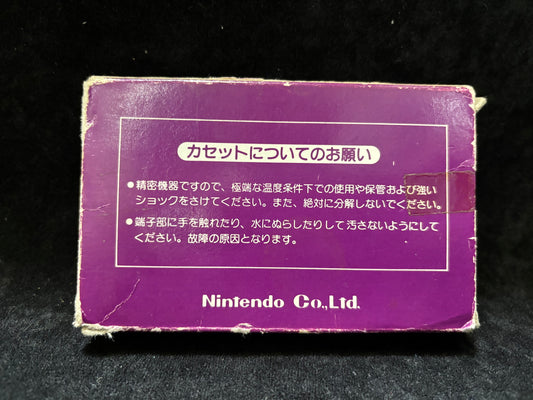 カセットについてのお願い
●精密機器ですので、極端な温度条件下での使用や保管および強い
ショックをさけてください。また、絶対に分解しないでください。
●端子部に手を触れたり、水にぬらしたりして汚さないようにして
ください。故障の原因となります。
Nintendo Co.,Ltd.